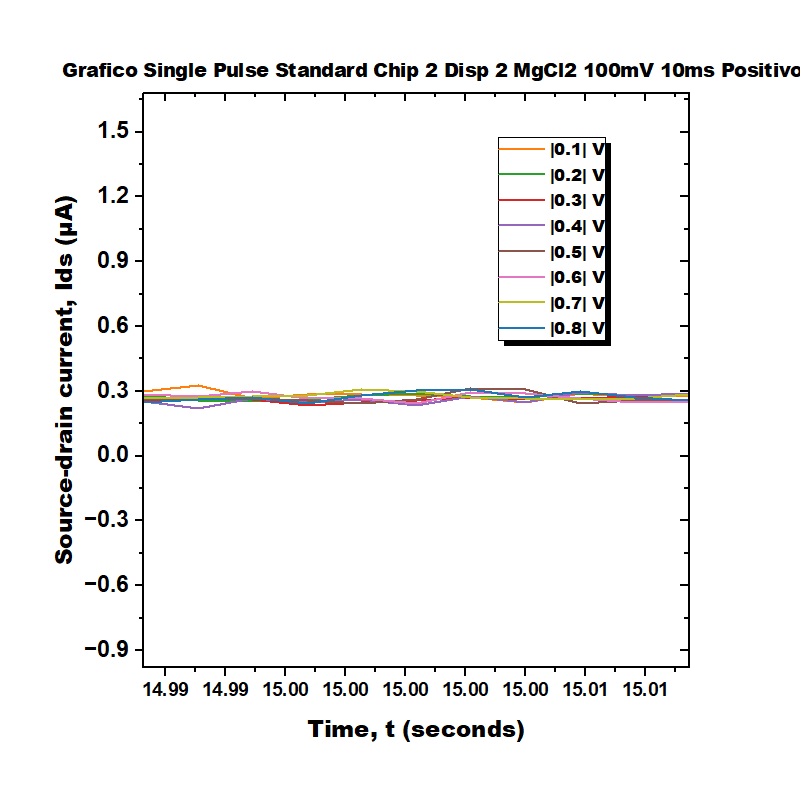 Grafico Single Pulse Standard Chip 2 Disp 2 MgCl2 100mV 10ms Positivo
1.5
1.2
0.9
0.6
0.3
0.0
−0.3
−0.6
−0.9
Source-drain current, Ids (µA)
|0.1| V
|0.2| V
|0.3| V
|0.4| V
|0.5| V
|0.6| V
|0.7| V
|0.8| V
14.99 14.99 15.00 15.00 15.00 15.00 15.00 15.01 15.01
Time, t (seconds)